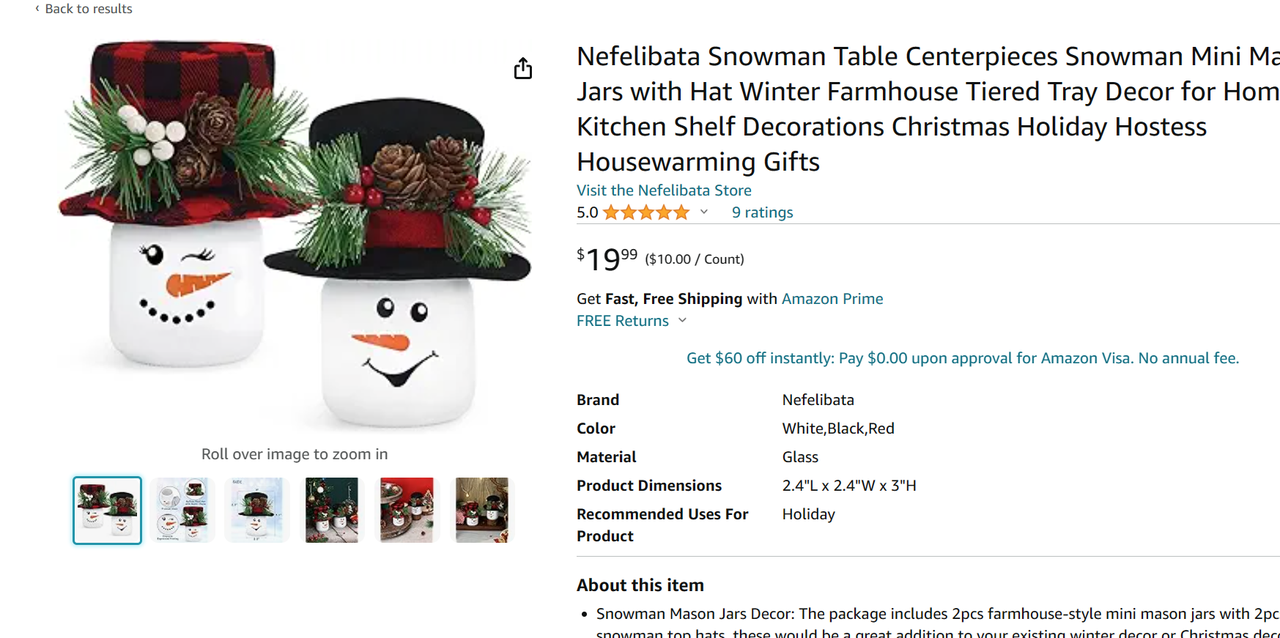 ‹ Back to results
Nefelibata Snowman Table Centerpieces Snowman Mini Ma
Jars with Hat Winter Farmhouse Tiered Tray Decor for Hom
Kitchen Shelf Decorations Christmas Holiday Hostess
Housewarming Gifts
Visit the Nefelibata Store
5.0 9 ratings
$19.99 ($10.00 / Count)
Get Fast, Free Shipping with Amazon Prime
FREE Returns
Get $60 off instantly: Pay $0.00 upon approval for Amazon Visa. No annual fee.
Brand Nefelibata
Color White,Black,Red
Material Glass
Product Dimensions 2.4"L x 2.4"W x 3"H
Recommended Uses For Holiday
Product
Roll over image to zoom in
About this item
• Snowman Mason Jars Decor: The package includes 2pcs farmhouse-style mini mason jars with 2pc
snowman top hats, these would be a great addition to your existing winter decor or Christmas deco